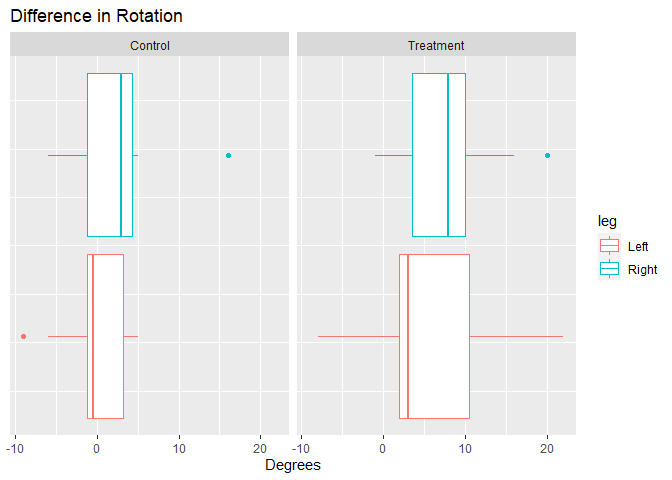 Difference in Rotation
Control
Treatment
leg
Left
Right
-10 0 10 20
-10 0 10 20
Degrees